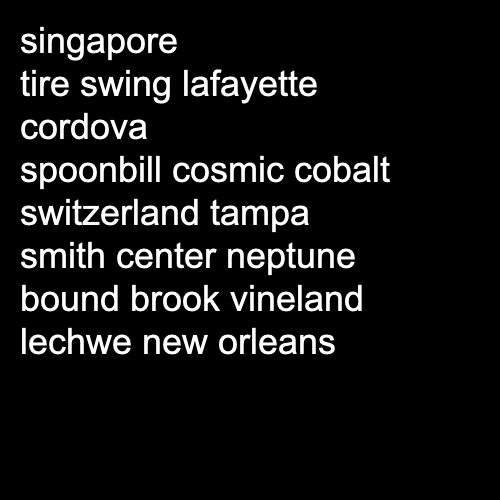 singapore
tire swing lafayette
cordova
spoonbill cosmic cobalt
switzerland tampa
smith center neptune
bound brook vineland
lechwe new orleans